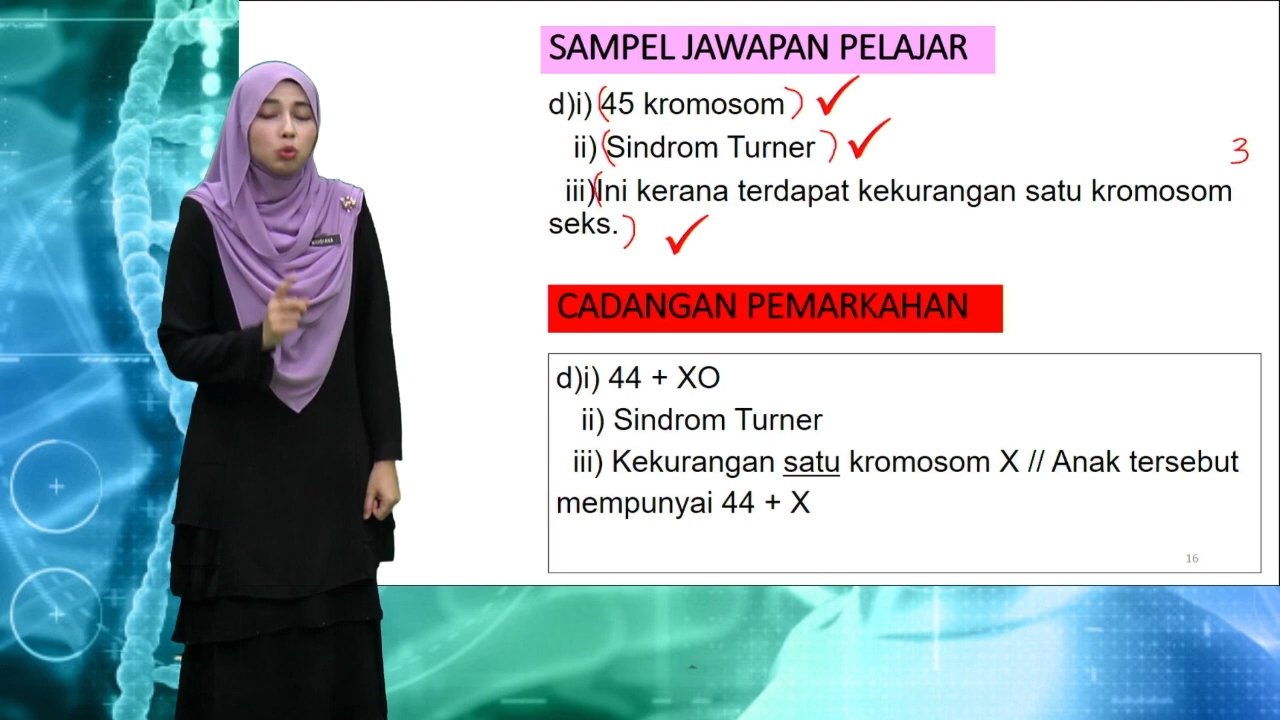 SAMPEL JAWAPAN PELAJAR
d)i) (45 kromosom)
ii) (Sindrom Turner)
3
iii)(Ini kerana terdapat kekurangan satu kromosom
seks.)
CADANGAN PEMARKAHAN
d)i) 44 + XO
ii) Sindrom Turner
iii) Kekurangan satu kromosom X // Anak tersebut
mempunyai 44 + X
16